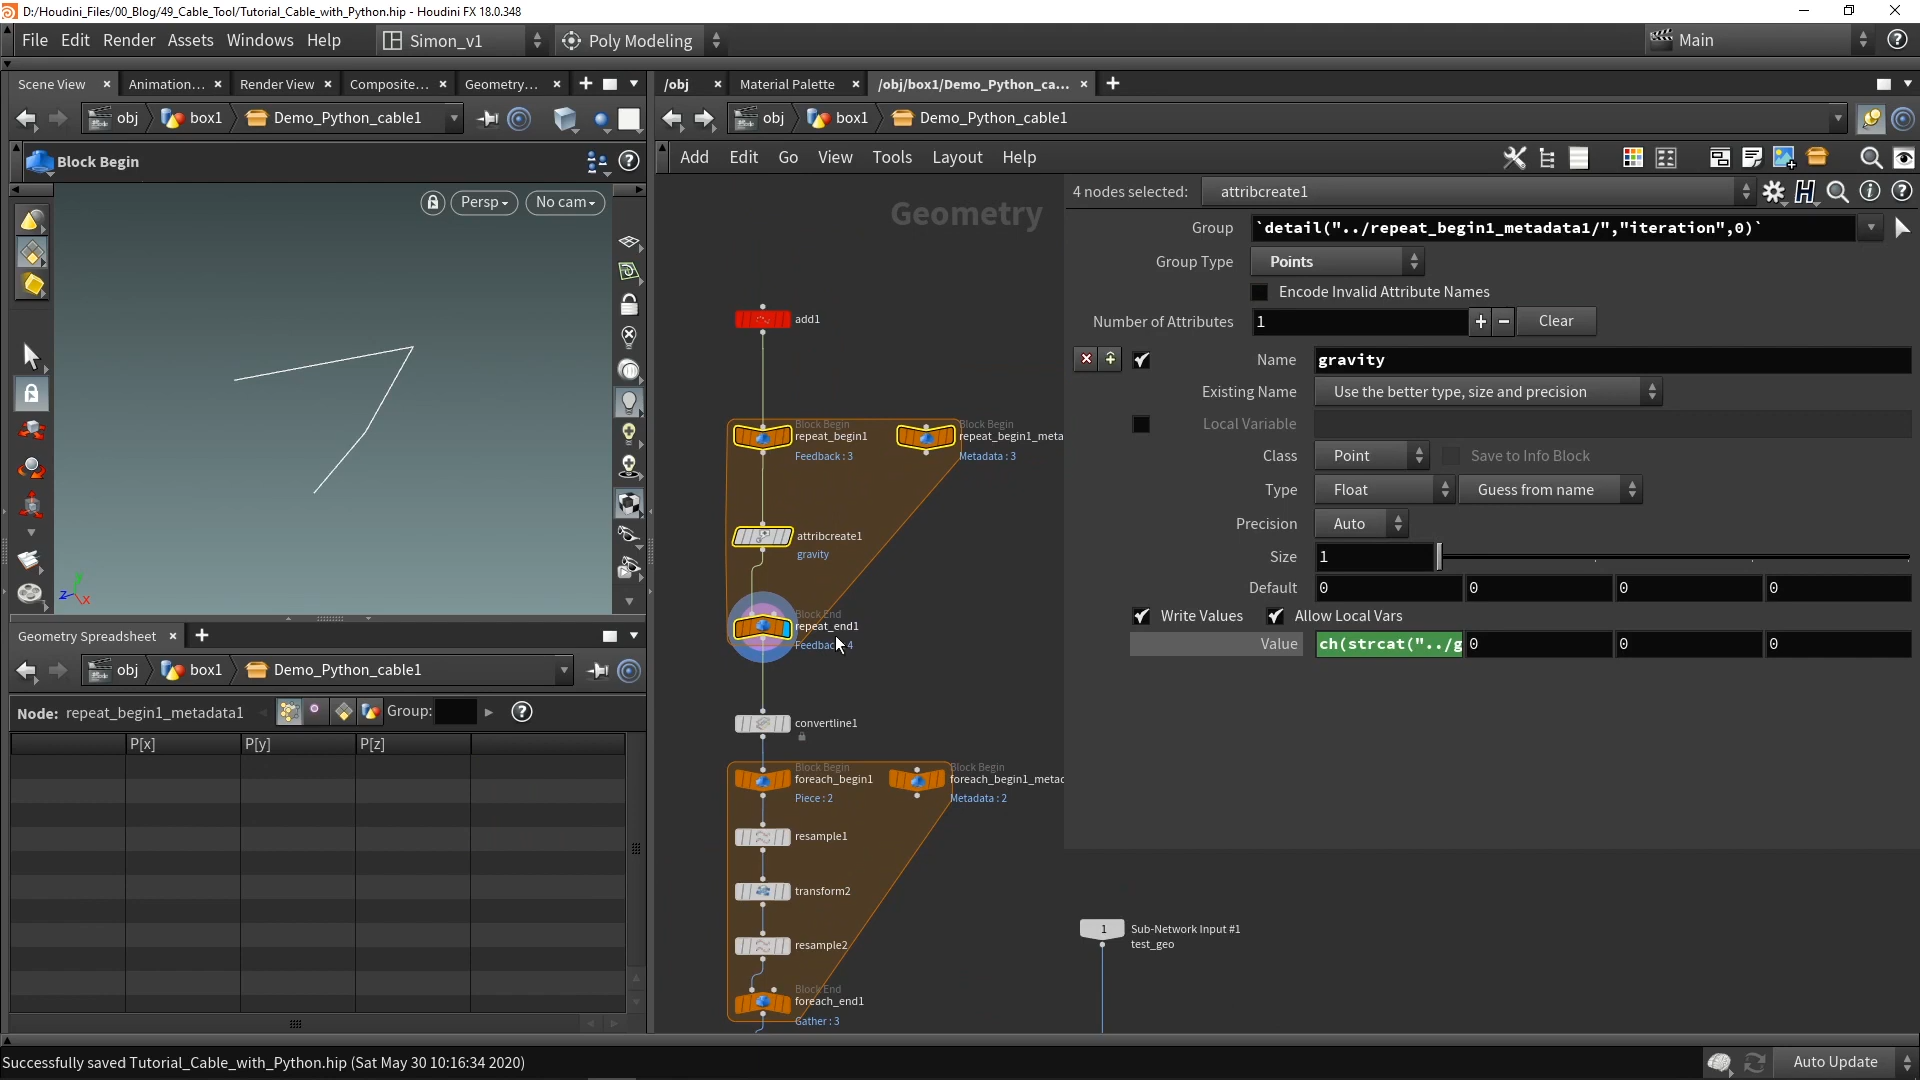 D:/Houdini_Files/00_Blog/49_Cable_Tool/Tutorial_Cable_with_Python.hip - Houdini FX 18.0.348
File Edit Render Assets Windows Help Simon_v1 Poly Modeling Main
Scene View Animation... Render View Composite... Geometry...
obj box1 Demo_Python_cable1
Block Begin
Persp No cam
Geometry Spreadsheet
obj box1 Demo_Python_cable1
Node: repeat_begin1_metadata1 Group:
P[x] P[y] P[z]
/obj Material Palette /obj/box1/Demo_Python_ca...
obj box1 Demo_Python_cable1
Add Edit Go View Tools Layout Help
Geometry
add1
Block Begin
repeat_begin1
Feedback : 3
Block Begin
repeat_begin1_meta
Metadata : 3
attribcreate1
gravity
Block End
repeat_end1
Feedback : 4
convertline1
Block Begin
foreach_begin1
Piece : 2
Block Begin
foreach_begin1_metad
Metadata : 2
resample1
transform2
resample2
Block End
foreach_end1
Gather : 3
1 Sub-Network Input #1
test_geo
4 nodes selected: attribcreate1
Group `detail("../repeat_begin1_metadata1/","iteration",0)`
Group Type Points
Encode Invalid Attribute Names
Number of Attributes 1 Clear
Name gravity
Existing Name Use the better type, size and precision
Local Variable
Class Point Save to Info Block
Type Float Guess from name
Precision Auto
Size 1
Default 0 0 0 0
Write Values Allow Local Vars
Value ch(strcat("../g 0 0 0
Successfully saved Tutorial_Cable_with_Python.hip (Sat May 30 10:16:34 2020)
Auto Update